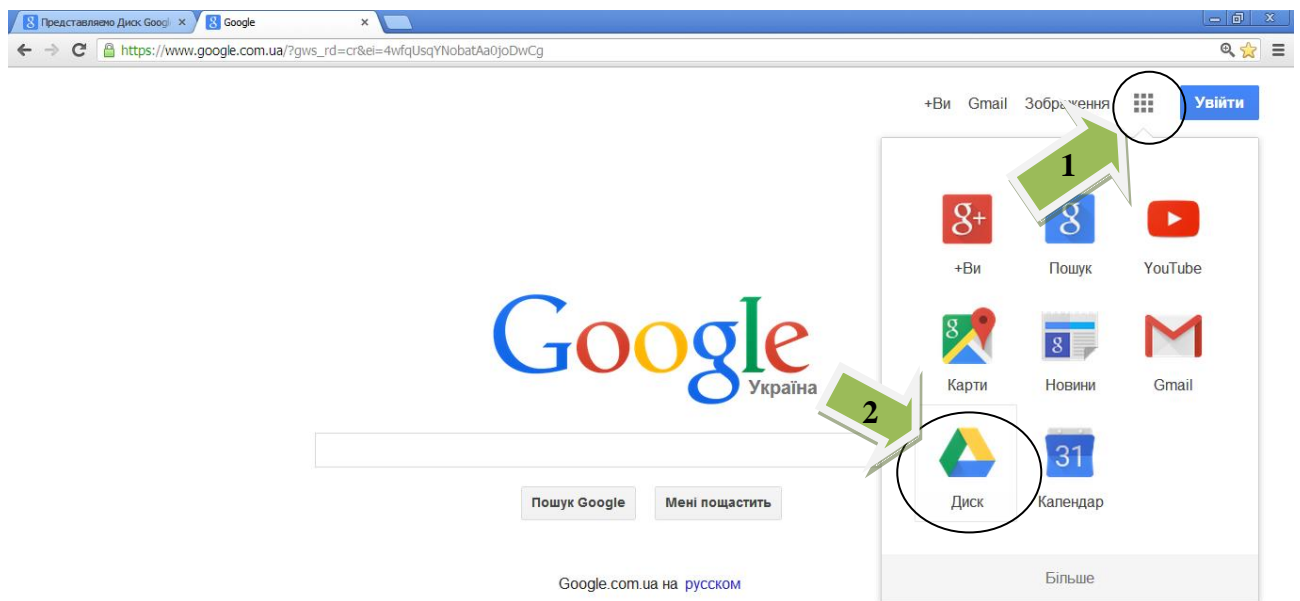 Представляємо Диск Googl
Google
https://www.google.com.ua/?gws_rd=cr&ei=4wfqUsqYNobatAa0joDwCg
+Ви Gmail Зображення Увійти
1
+Ви Пошук YouTube
Карти Новини Gmail
Google
Україна
2
31
Диск Календар
Пошук Google Мені пощастить
Google.com.ua на русском
Більше